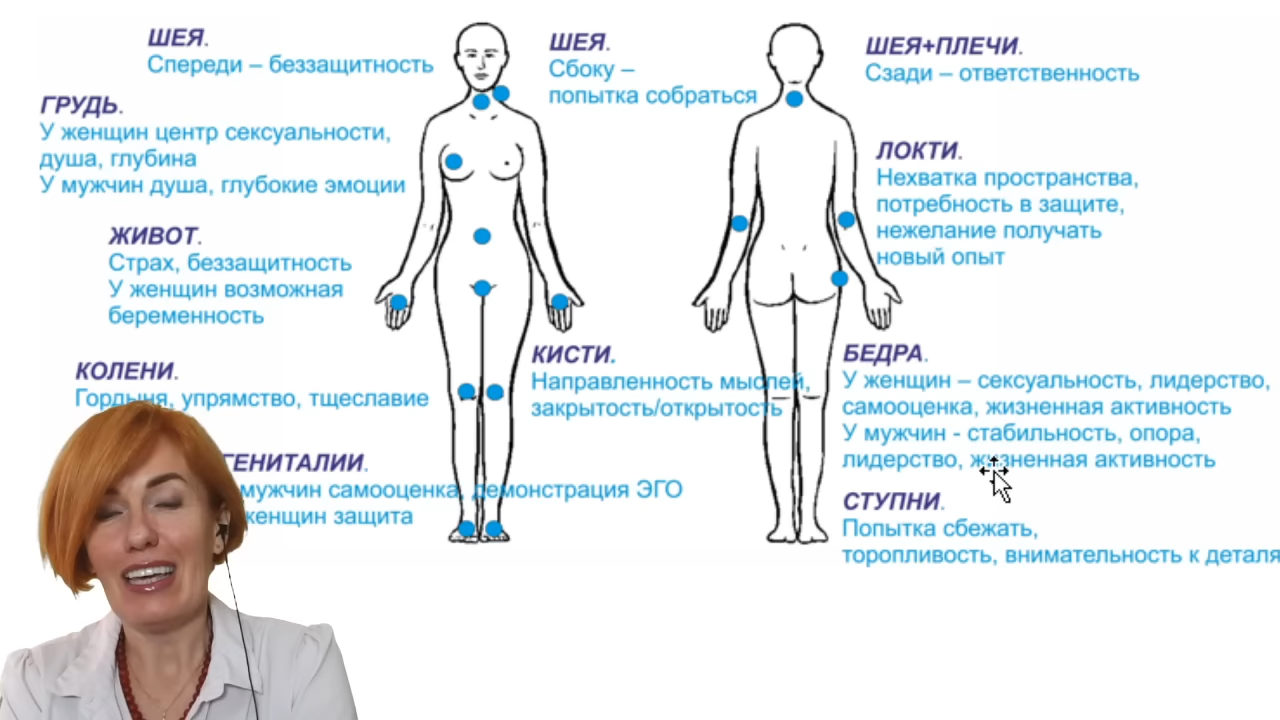 ШЕЯ.
Спереди – беззащитность
ШЕЯ.
Сбоку –
попытка собраться
ШЕЯ+ПЛЕЧИ.
Сзади – ответственность
ГРУДЬ.
У женщин центр сексуальности,
душа, глубина
У мужчин душа, глубокие эмоции
ЛОКТИ.
Нехватка пространства,
потребность в защите,
нежелание получать
новый опыт
ЖИВОТ.
Страх, беззащитность
У женщин возможная
беременность
КОЛЕНИ.
Гордыня, упрямство, тщеславие
КИСТИ.
Направленность мыслей,
закрытость/открытость
БЕДРА.
У женщин – сексуальность, лидерство,
самооценка, жизненная активность
У мужчин - стабильность, опора,
лидерство, жизненная активность
ГЕНИТАЛИИ.
мужчин самооценка, демонстрация ЭГО
женщин защита
СТУПНИ.
Попытка сбежать,
торопливость, внимательность к деталя